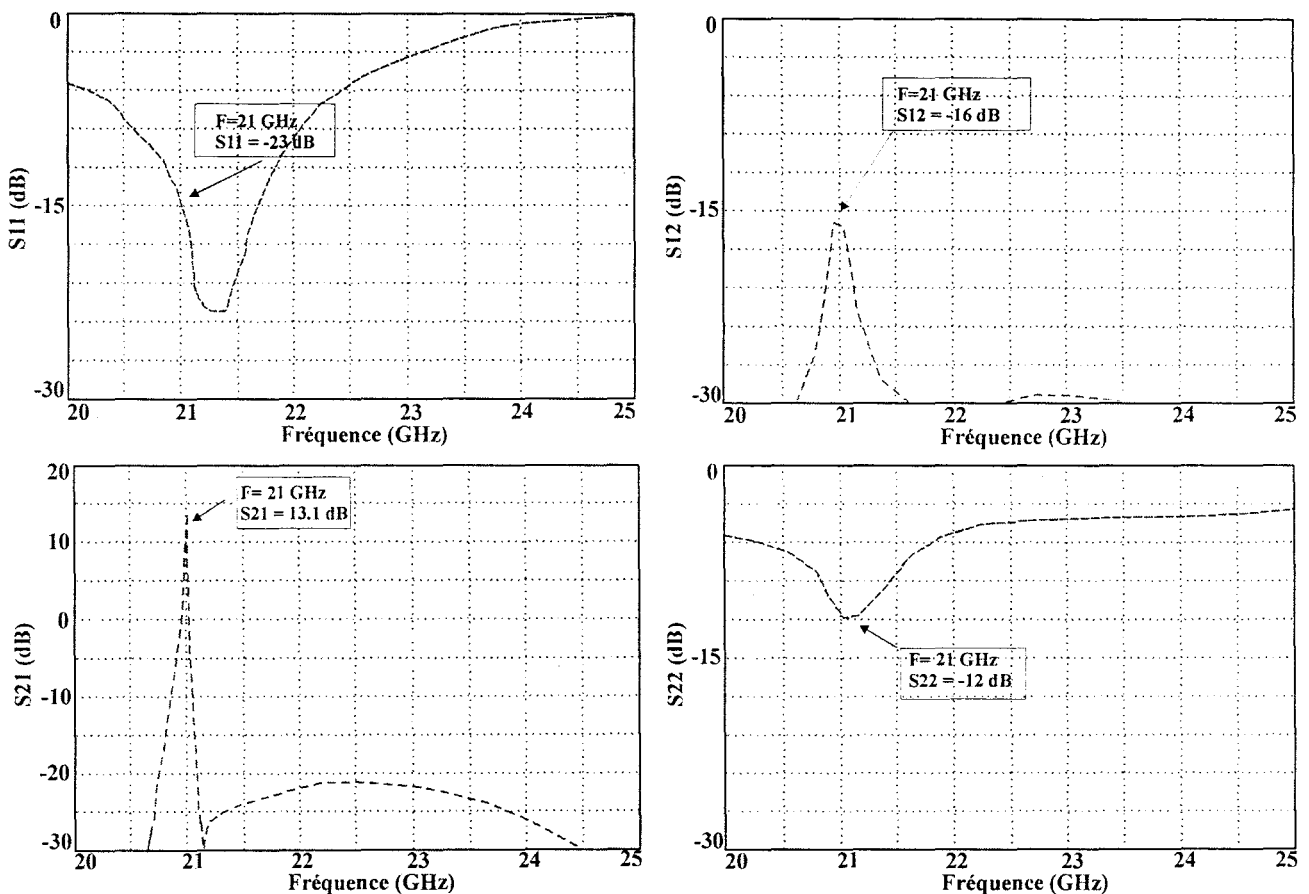 0
F=21 GHz
S11 = -23 dB
-15
S11 (dB)
-30
20 21 22 23 24 25
Fréquence (GHz)
0
F=21 GHz
S12 = -16 dB
-15
S12 (dB)
-30
20 21 22 23 24 25
Fréquence (GHz)
20
F= 21 GHz
S21 = 13.1 dB
10
0
S21 (dB)
-10
-20
-30
20 21 22 23 24 25
Fréquence (GHz)
0
-15
F= 21 GHz
S22 = -12 dB
S22 (dB)
-30
20 21 22 23 24 25
Fréquence (GHz)